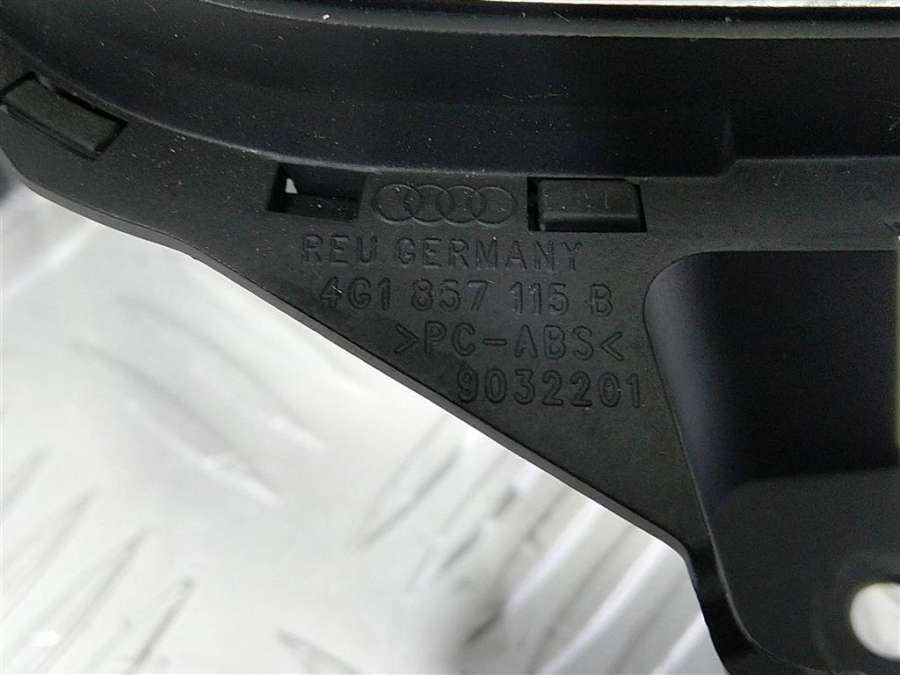 REU GERMANY
4G1 857 115 B
>PC-ABS<
9032201